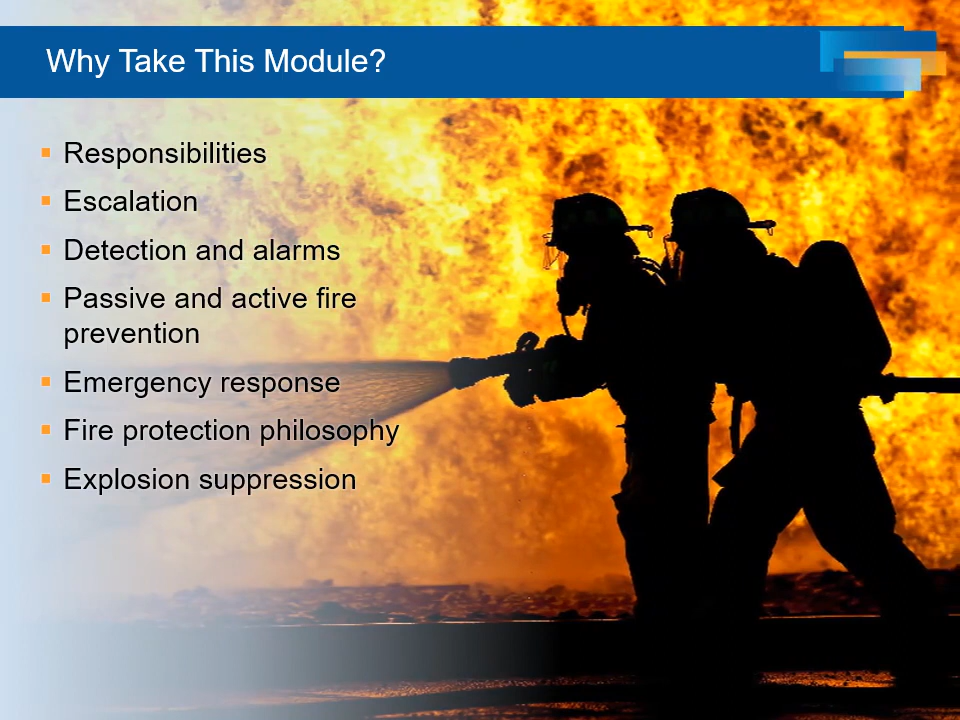 Why Take This Module?
Responsibilities
Escalation
Detection and alarms
Passive and active fire
prevention
Emergency response
Fire protection philosophy
Explosion suppression